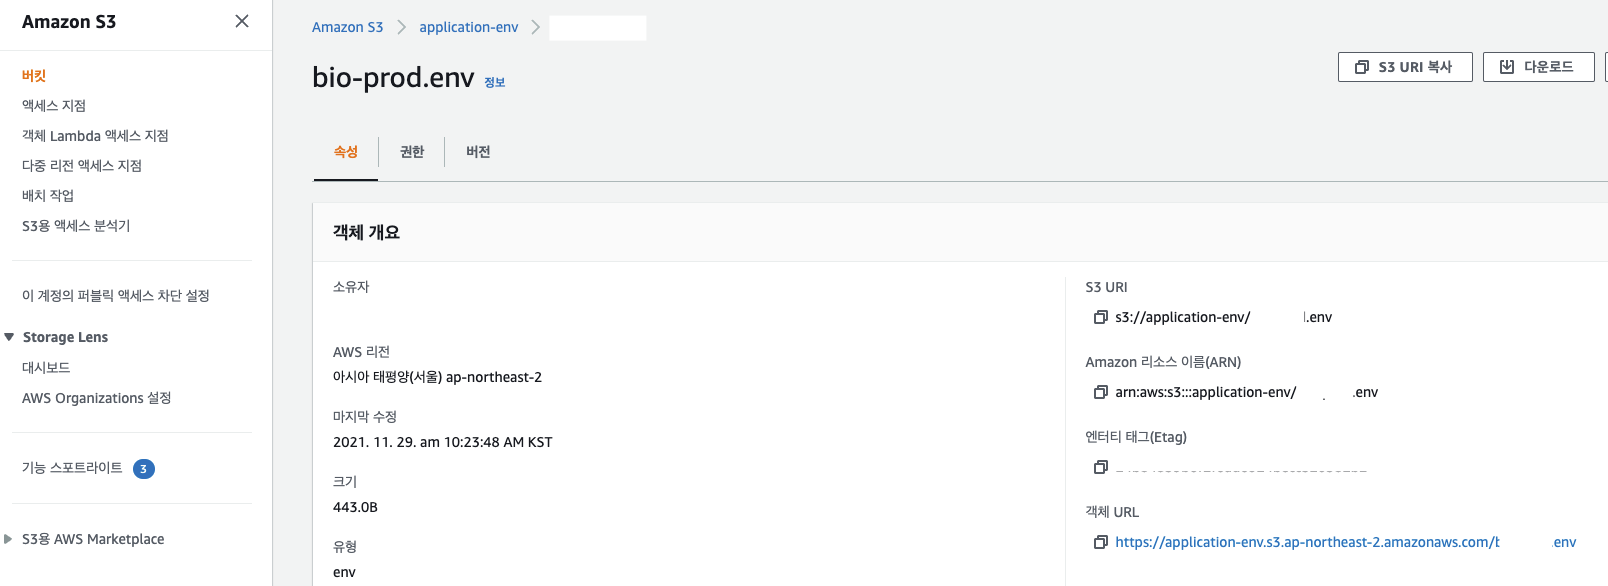 Amazon S3
버킷
액세스 지점
객체 Lambda 액세스 지점
다중 리전 액세스 지점
배치 작업
S3용 액세스 분석기
이 계정의 퍼블릭 액세스 차단 설정
Storage Lens
대시보드
AWS Organizations 설정
기능 스포트라이트 3
S3용 AWS Marketplace
Amazon S3 application-env
bio-prod.env 정보
S3 URI 복사 다운로드
속성 권한 버전
객체 개요
소유자
AWS 리전
아시아 태평양(서울) ap-northeast-2
마지막 수정
2021. 11. 29. am 10:23:48 AM KST
크기
443.0B
유형
env
S3 URI
s3://application-env/ .env
Amazon 리소스 이름(ARN)
arn:aws:s3:::application-env/ .env
엔터티 태그(Etag)
객체 URL
https://application-env.s3.ap-northeast-2.amazonaws.com/b .env